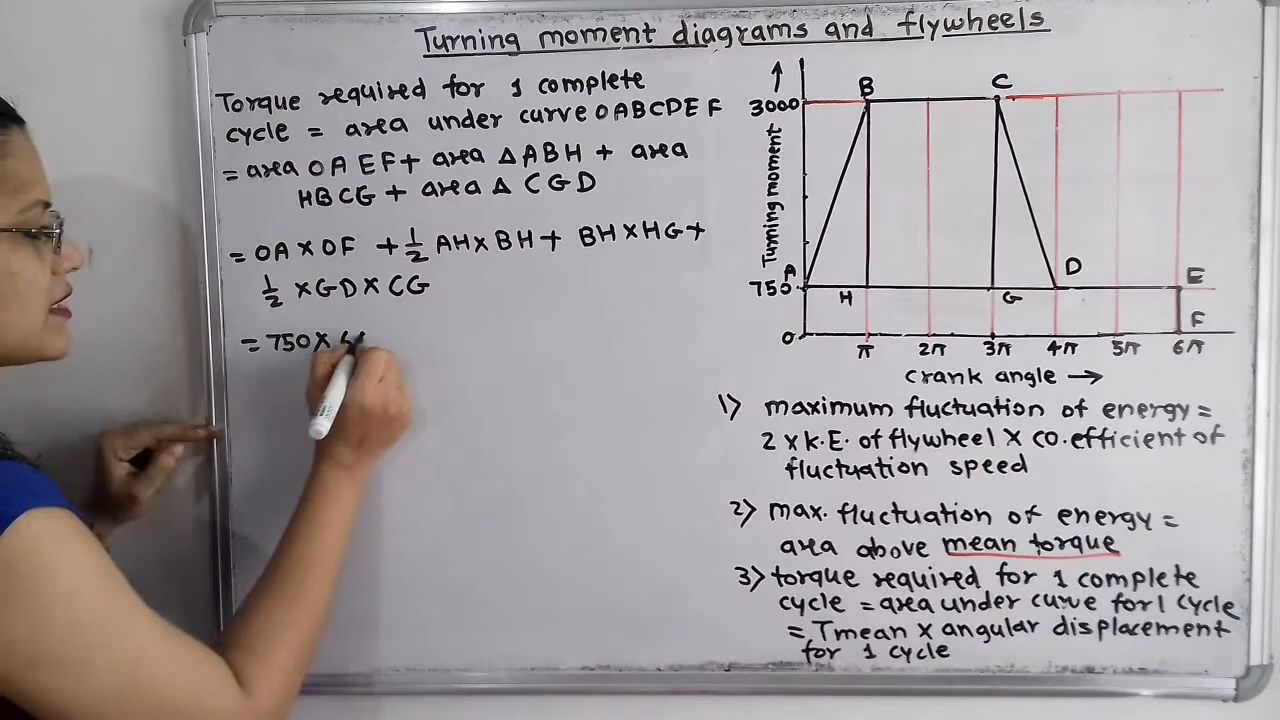 Turning moment diagrams and flywheels
Torque required for 1 complete
cycle = area under curve OABCDEF
= area OAEF + area Δ ABH + area
HBCG + area Δ CGD
= OA × OF + 1/2 AH × BH + BH × HG +
1/2 × GD × CG
= 750 ×
↑
Turning moment
3000
750
0
A
B
C
D
E
F
H
G
π
2π
3π
4π
5π
6π
crank angle →
1) maximum fluctuation of energy =
2 × k.E. of flywheel × co.efficient of
fluctuation speed
2) max. fluctuation of energy =
area above mean torque
3) torque required for 1 complete
cycle = area under curve for 1 cycle
= Tmean × angular displacement
for 1 cycle